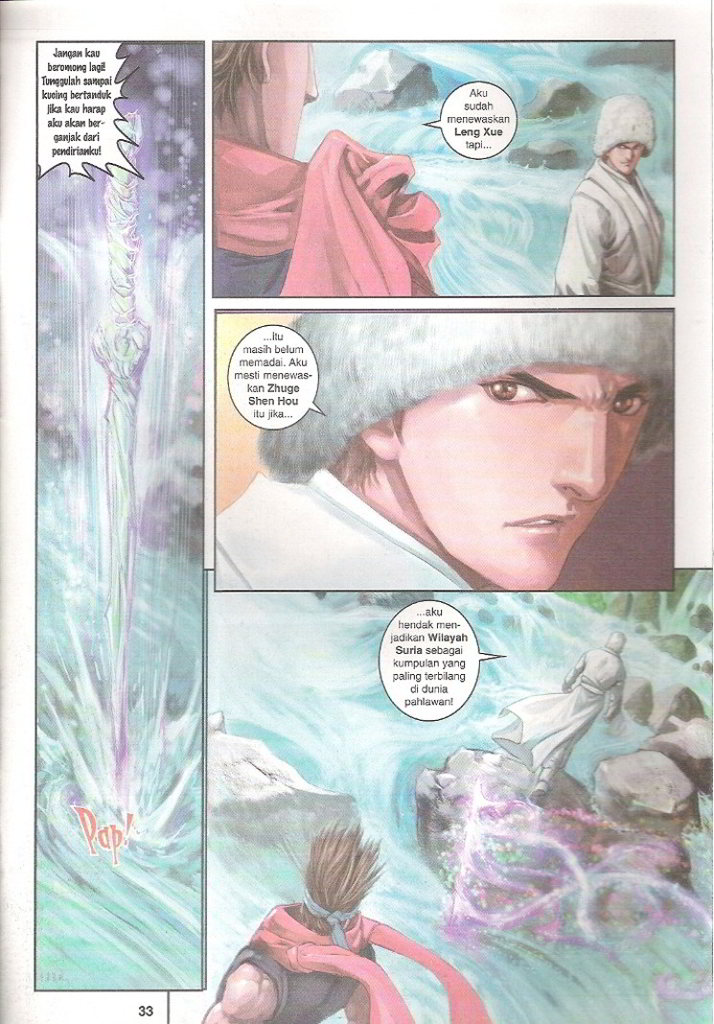 Jangan kau
beromong lagi!
Tunggulah sampai
kucing bertanduk
jika kau harap
aku akan ber-
ganjak dari
pendirianku!
Pap!
Aku
sudah
menewaskan
Leng Xue
tapi...
...itu
masih belum
memadai. Aku
mesti menewas-
kan Zhuge
Shen Hou
itu jika...
...aku
hendak men-
jadikan Wilayah
Suria sebagai
kumpulan yang
paling terbilang
di dunia
pahlawan!
33